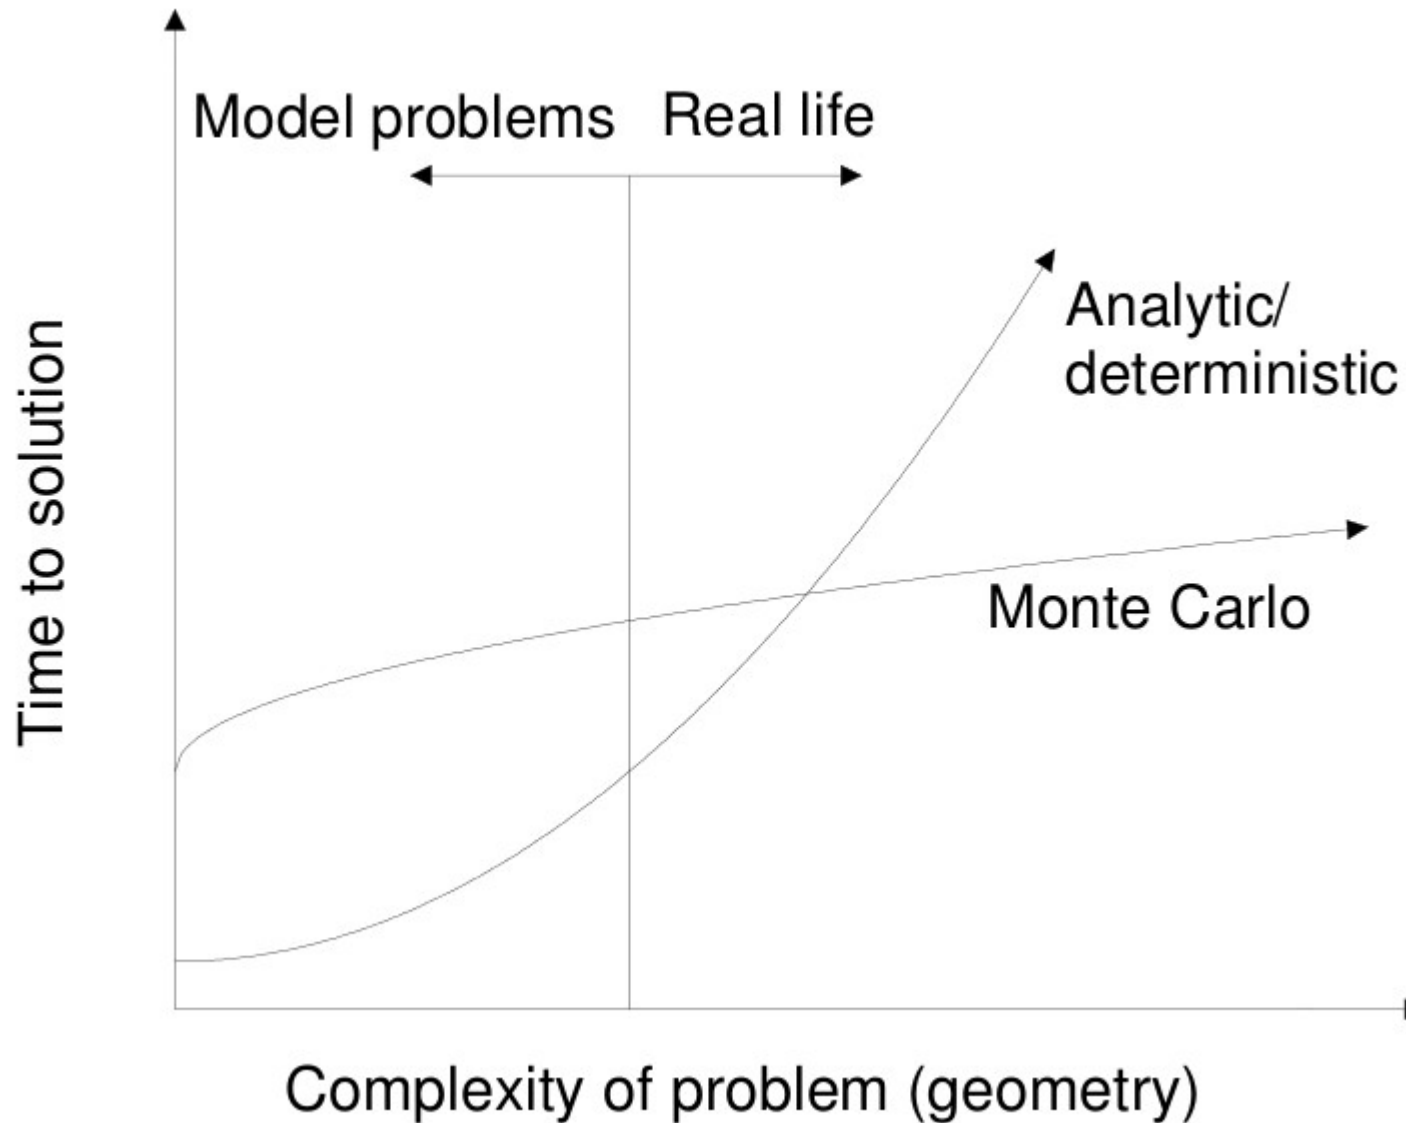 Model problems
Real life
Analytic/
deterministic
Monte Carlo
Time to solution
Complexity of problem (geometry)